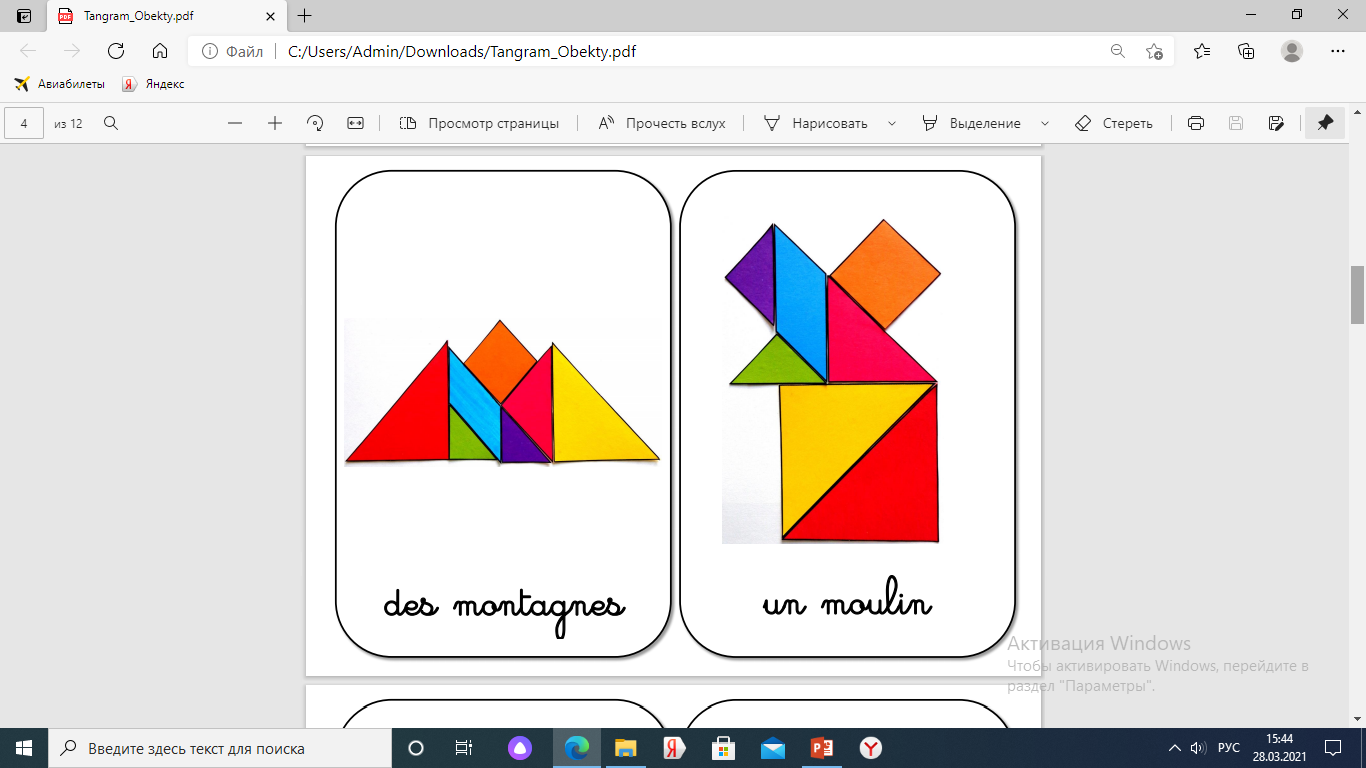 Tangram_Obekty.pdf
Файл
C:/Users/Admin/Downloads/Tangram_Obekty.pdf
Авиабилеты
Яндекс
4 из 12
Просмотр страницы
Прочесть вслух
Нарисовать
Выделение
Стереть
des montagnes
un moulin
Активация Windows
Чтобы активировать Windows, перейдите в
раздел "Параметры".
Введите здесь текст для поиска
РУС
15:44
28.03.2021